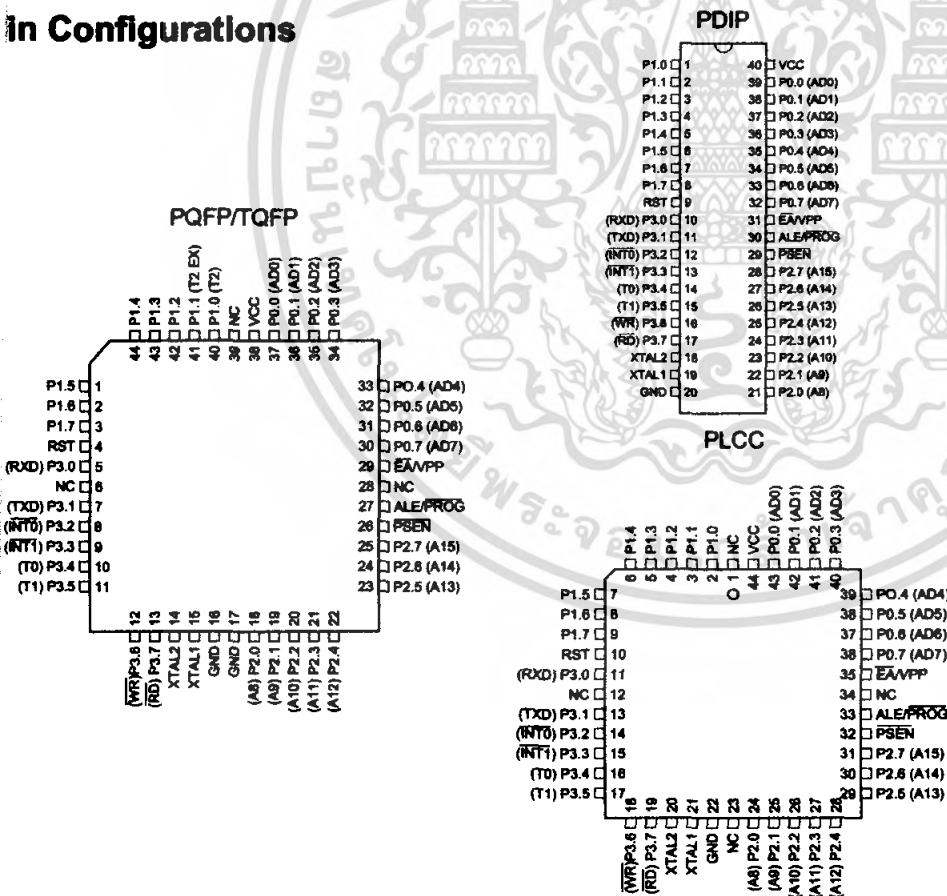 in Configurations
PDIP
P1.0 1
P1.1 2
P1.2 3
P1.3 4
P1.4 5
P1.5 6
P1.6 7
P1.7 8
RST 9
(RXD) P3.0 10
(TXD) P3.1 11
(INT0) P3.2 12
(INT1) P3.3 13
(T0) P3.4 14
(T1) P3.5 15
(WR) P3.6 16
(RD) P3.7 17
XTAL2 18
XTAL1 19
GND 20
40 VCC
39 P0.0 (AD0)
38 P0.1 (AD1)
37 P0.2 (AD2)
36 P0.3 (AD3)
35 P0.4 (AD4)
34 P0.5 (AD5)
33 P0.6 (AD6)
32 P0.7 (AD7)
31 EA/VPP
30 ALE/PROG
29 PSEN
28 P2.7 (A15)
27 P2.6 (A14)
26 P2.5 (A13)
25 P2.4 (A12)
24 P2.3 (A11)
23 P2.2 (A10)
22 P2.1 (A9)
21 P2.0 (A8)
PQFP/TQFP
44 P1.4
43 P1.3
42 P1.2
41 P1.1 (T2 EX)
40 P1.0 (T2)
39 NC
38 VCC
37 P0.0 (AD0)
36 P0.1 (AD1)
35 P0.2 (AD2)
34 P0.3 (AD3)
P1.5 1
P1.6 2
P1.7 3
RST 4
(RXD) P3.0 5
NC 6
(TXD) P3.1 7
(INT0) P3.2 8
(INT1) P3.3 9
(T0) P3.4 10
(T1) P3.5 11
33 PO.4 (AD4)
32 P0.5 (AD5)
31 P0.6 (AD6)
30 P0.7 (AD7)
29 EA/VPP
28 NC
27 ALE/PROG
26 PSEN
25 P2.7 (A15)
24 P2.6 (A14)
23 P2.5 (A13)
(WR)P3.6 12
(RD) P3.7 13
XTAL2 14
XTAL1 15
GND 16
GND 17
(A8) P2.0 18
(A9) P2.1 19
(A10) P2.2 20
(A11) P2.3 21
(A12) P2.4 22
PLCC
6 P1.4
5 P1.3
4 P1.2
3 P1.1
2 P1.0
1 NC
44 VCC
43 P0.0 (AD0)
42 P0.1 (AD1)
41 P0.2 (AD2)
40 P0.3 (AD3)
P1.5 7
P1.6 8
P1.7 9
RST 10
(RXD) P3.0 11
NC 12
(TXD) P3.1 13
(INT0) P3.2 14
(INT1) P3.3 15
(T0) P3.4 16
(T1) P3.5 17
39 PO.4 (AD4)
38 P0.5 (AD5)
37 P0.6 (AD6)
36 P0.7 (AD7)
35 EA/VPP
34 NC
33 ALE/PROG
32 PSEN
31 P2.7 (A15)
30 P2.6 (A14)
29 P2.5 (A13)
(WR)P3.6 18
(RD) P3.7 19
XTAL2 20
XTAL1 21
GND 22
NC 23
(A8) P2.0 24
(A9) P2.1 25
(A10) P2.2 26
(A11) P2.3 27
(A12) P2.4 28